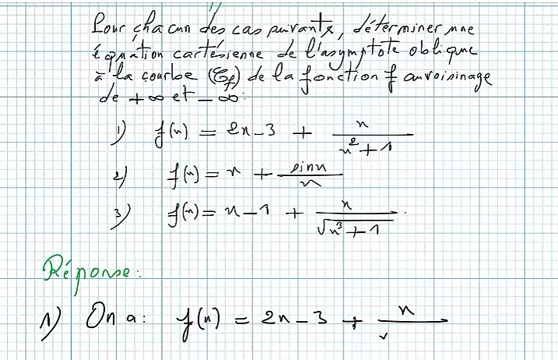 Pour chacun des cas suivants, déterminer une
équation cartésienne de l'asymptote oblique
à la courbe (Cf) de la fonction f au voisinage
de +∞ et -∞:
1) f(x) = 2x-3 + x/(x²+1)
2) f(x) = x + sinx/x
3) f(x) = x-1 + x/√(x³+1).
Réponse:
1) On a: f(x) = 2x-3 + x/